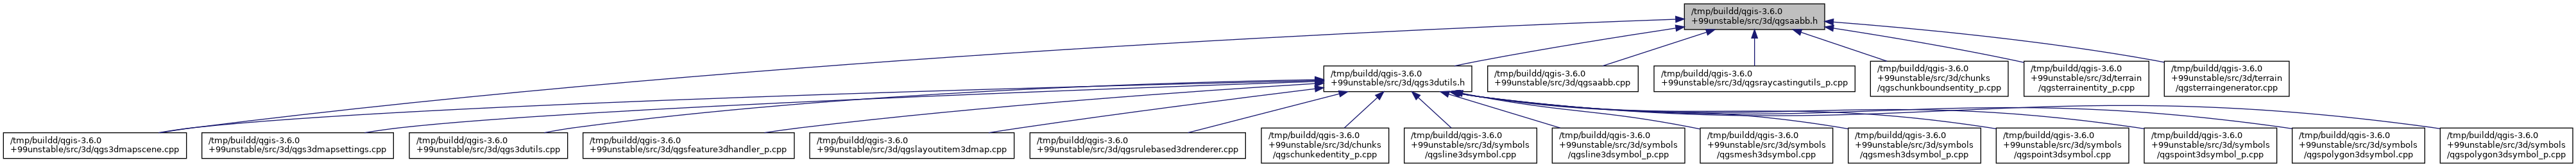 /tmp/buildd/qgis-3.6.0
+99unstable/src/3d/qgsaabb.h
/tmp/buildd/qgis-3.6.0
+99unstable/src/3d/qgs3dutils.h
/tmp/buildd/qgis-3.6.0
+99unstable/src/3d/qgsaabb.cpp
/tmp/buildd/qgis-3.6.0
+99unstable/src/3d/qgsraycastingutils_p.cpp
/tmp/buildd/qgis-3.6.0
+99unstable/src/3d/chunks
/qgschunkboundsentity_p.cpp
/tmp/buildd/qgis-3.6.0
+99unstable/src/3d/terrain
/qgsterrainentity_p.cpp
/tmp/buildd/qgis-3.6.0
+99unstable/src/3d/terrain
/qgsterraingenerator.cpp
/tmp/buildd/qgis-3.6.0
+99unstable/src/3d/qgs3dmapscene.cpp
/tmp/buildd/qgis-3.6.0
+99unstable/src/3d/qgs3dmapsettings.cpp
/tmp/buildd/qgis-3.6.0
+99unstable/src/3d/qgs3dutils.cpp
/tmp/buildd/qgis-3.6.0
+99unstable/src/3d/qgsfeature3dhandler_p.cpp
/tmp/buildd/qgis-3.6.0
+99unstable/src/3d/qgslayoutitem3dmap.cpp
/tmp/buildd/qgis-3.6.0
+99unstable/src/3d/qgsrulebased3drenderer.cpp
/tmp/buildd/qgis-3.6.0
+99unstable/src/3d/chunks
/qgschunkedentity_p.cpp
/tmp/buildd/qgis-3.6.0
+99unstable/src/3d/symbols
/qgsline3dsymbol.cpp
/tmp/buildd/qgis-3.6.0
+99unstable/src/3d/symbols
/qgsline3dsymbol_p.cpp
/tmp/buildd/qgis-3.6.0
+99unstable/src/3d/symbols
/qgsmesh3dsymbol.cpp
/tmp/buildd/qgis-3.6.0
+99unstable/src/3d/symbols
/qgsmesh3dsymbol_p.cpp
/tmp/buildd/qgis-3.6.0
+99unstable/src/3d/symbols
/qgspoint3dsymbol.cpp
/tmp/buildd/qgis-3.6.0
+99unstable/src/3d/symbols
/qgspoint3dsymbol_p.cpp
/tmp/buildd/qgis-3.6.0
+99unstable/src/3d/symbols
/qgspolygon3dsymbol.cpp
/tmp/buildd/qgis-3.6.0
+99unstable/src/3d/symbols
/qgspolygon3dsymbol_p.cpp